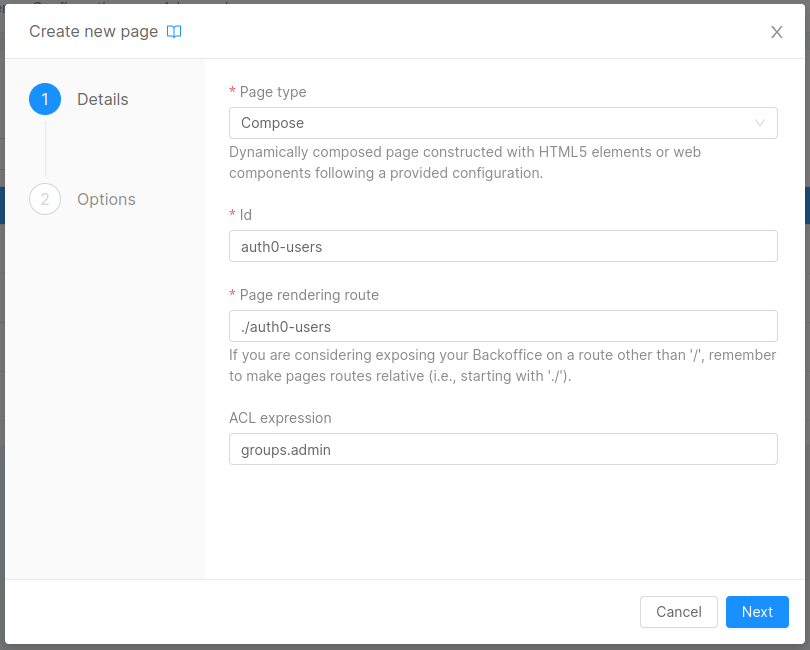 Create new page
1 Details
2 Options
* Page type
Compose
Dynamically composed page constructed with HTML5 elements or web
components following a provided configuration.
* Id
auth0-users
* Page rendering route
./auth0-users
If you are considering exposing your Backoffice on a route other than '/', remember
to make pages routes relative (i.e., starting with './').
ACL expression
groups.admin
Cancel Next